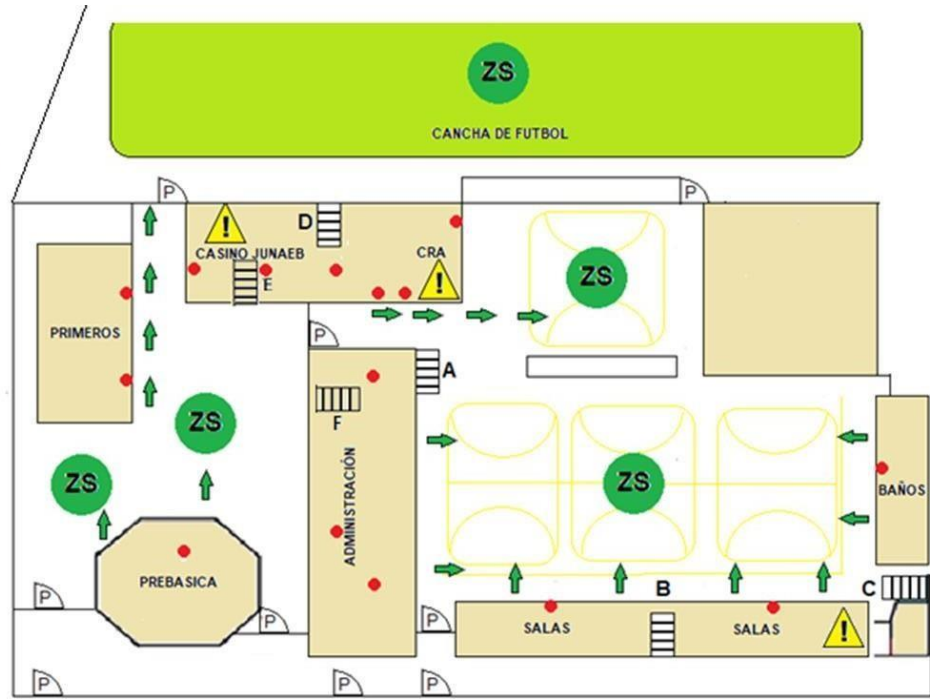 ZS
CANCHA DE FUTBOL
P
P
!
D
CASINO JUNAEB
CRA
!
E
ZS
PRIMEROS
P
A
F
ZS
ZS
ZS
ADMINISTRACIÓN
BAÑOS
PREBASICA
B
C
P
P
P
SALAS
SALAS
!
P
P
P